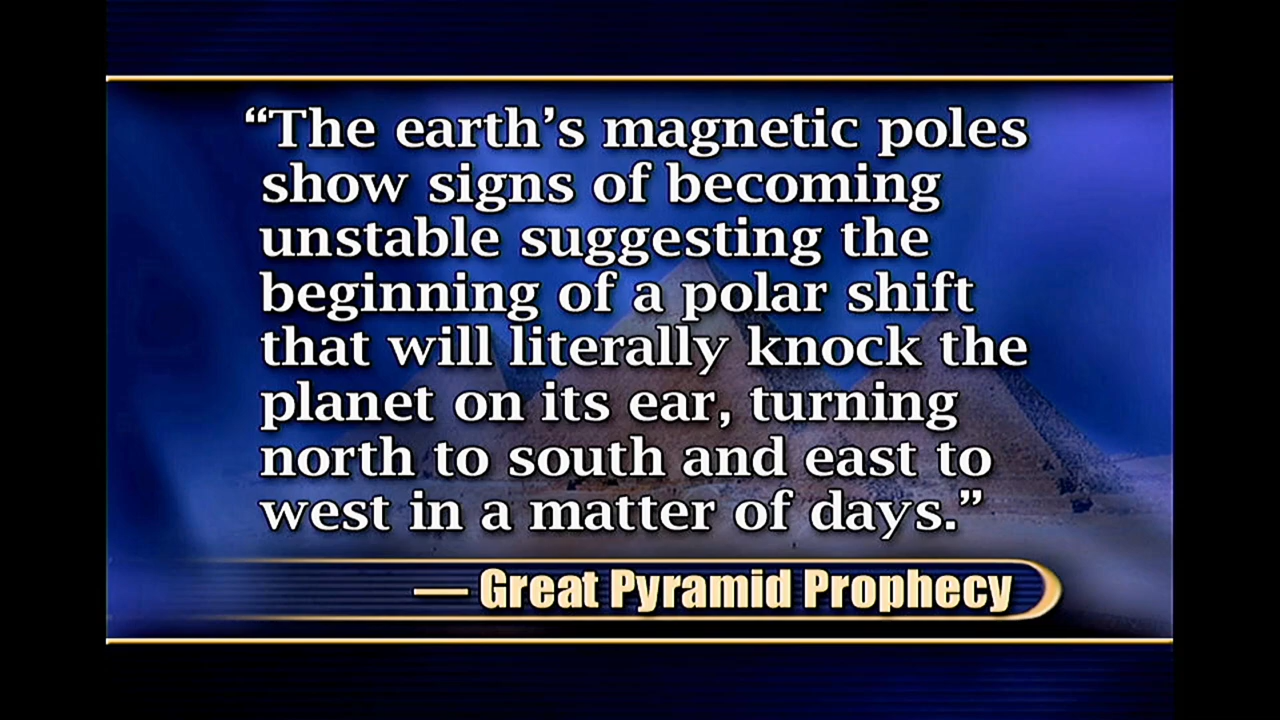 “The earth’s magnetic poles
show signs of becoming
unstable suggesting the
beginning of a polar shift
that will literally knock the
planet on its ear, turning
north to south and east to
west in a matter of days.”
— Great Pyramid Prophecy